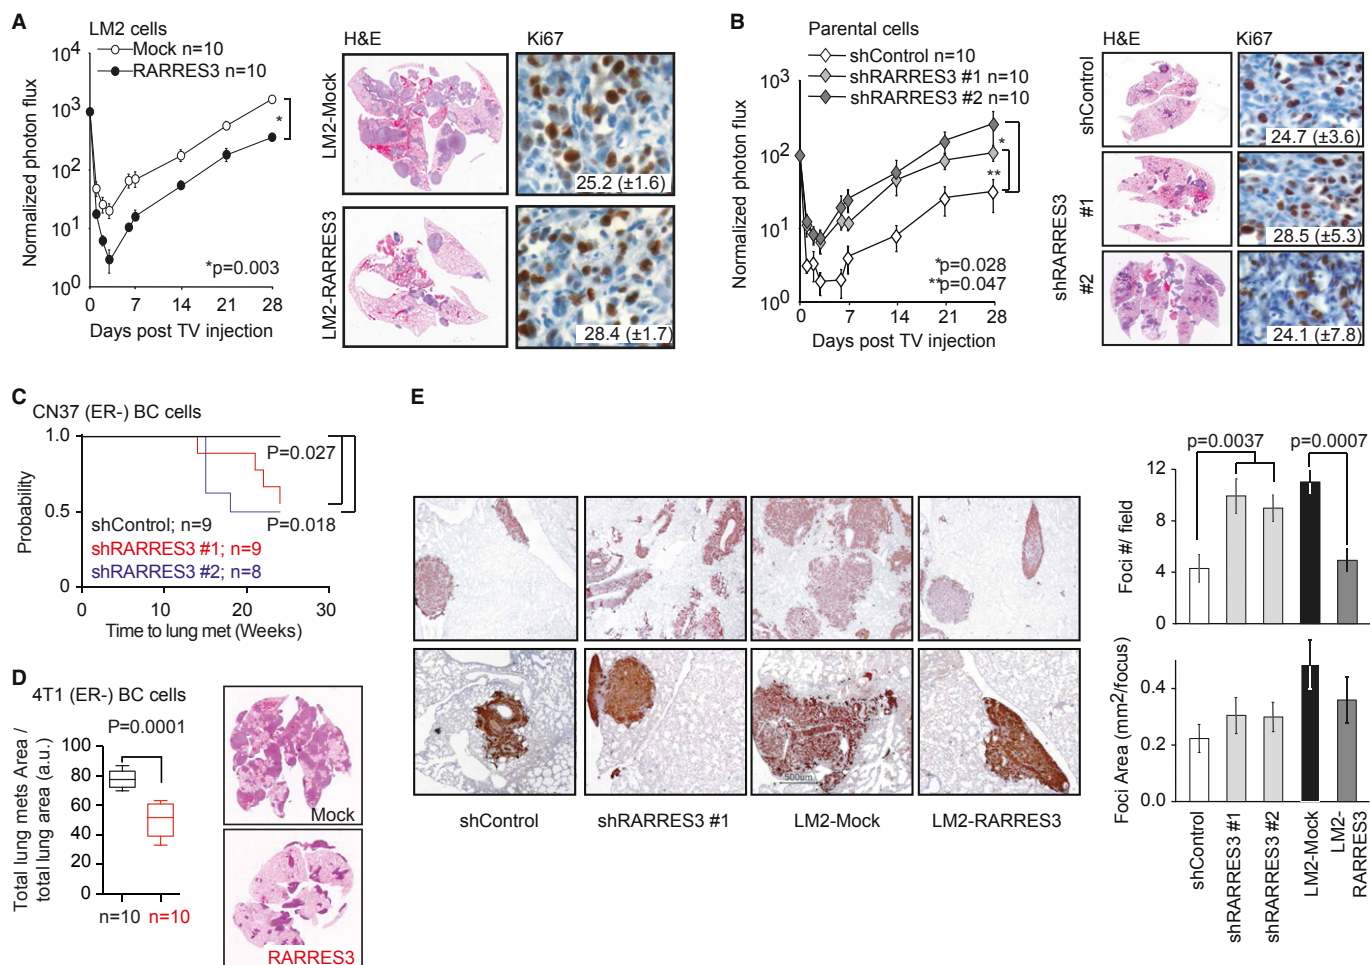 A
LM2 cells
Mock n=10
RARRES3 n=10
Normalized photon flux
10^4
10^3
10^2
10^1
10^0
*
*p=0.003
0 7 14 21 28
Days post TV injection
H&E
Ki67
LM2-Mock
25.2 (±1.6)
LM2-RARRES3
28.4 (±1.7)
B
Parental cells
shControl n=10
shRARRES3 #1 n=10
shRARRES3 #2 n=10
Normalized photon flux
10^3
10^2
10^1
10^0
*
**
*p=0.028
**p=0.047
0 7 14 21 28
Days post TV injection
H&E
Ki67
shControl
24.7 (±3.6)
shRARRES3
#1
28.5 (±5.3)
#2
24.1 (±7.8)
C
CN37 (ER-) BC cells
Probability
1.0
0.5
0
P=0.027
P=0.018
shControl; n=9
shRARRES3 #1; n=9
shRARRES3 #2; n=8
0 10 20 30
Time to lung met (Weeks)
D
4T1 (ER-) BC cells
P=0.0001
Total lung mets Area /
total lung area (a.u.)
100
80
60
40
20
0
n=10 n=10
Mock
RARRES3
E
500um
shControl
shRARRES3 #1
LM2-Mock
LM2-RARRES3
p=0.0037
p=0.0007
Foci #/ field
12
8
4
0
Foci Area (mm2/focus)
0.4
0.2
0.0
shControl
shRARRES3 #1
shRARRES3 #2
LM2-Mock
LM2-
RARRES3